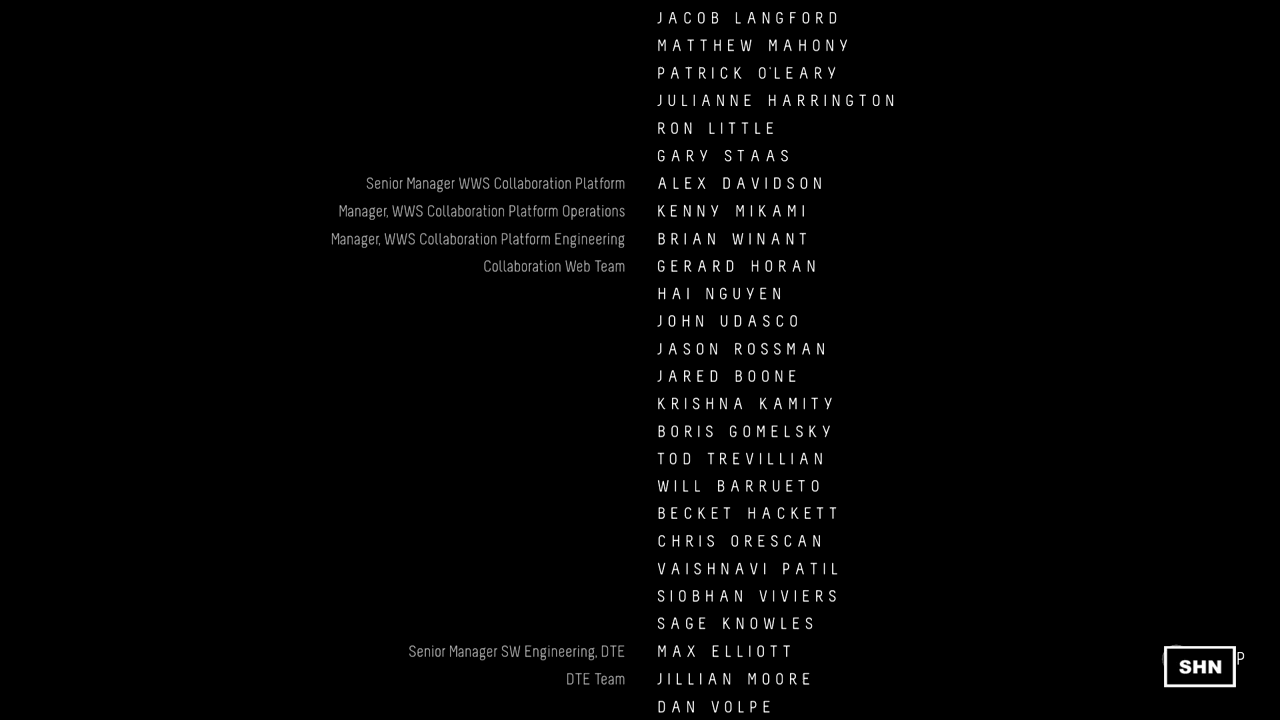 JACOB LANGFORD
MATTHEW MAHONY
PATRICK O'LEARY
JULIANNE HARRINGTON
RON LITTLE
GARY STAAS
Senior Manager WWS Collaboration Platform ALEX DAVIDSON
Manager, WWS Collaboration Platform Operations KENNY MIKAMI
Manager, WWS Collaboration Platform Engineering BRIAN WINANT
Collaboration Web Team GERARD HORAN
HAI NGUYEN
JOHN UDASCO
JASON ROSSMAN
JARED BOONE
KRISHNA KAMITY
BORIS GOMELSKY
TOD TREVILLIAN
WILL BARRUETO
BECKET HACKETT
CHRIS ORESCAN
VAISHNAVI PATIL
SIOBHAN VIVIERS
SAGE KNOWLES
Senior Manager SW Engineering, DTE MAX ELLIOTT
DTE Team JILLIAN MOORE
DAN VOLPE
SHN